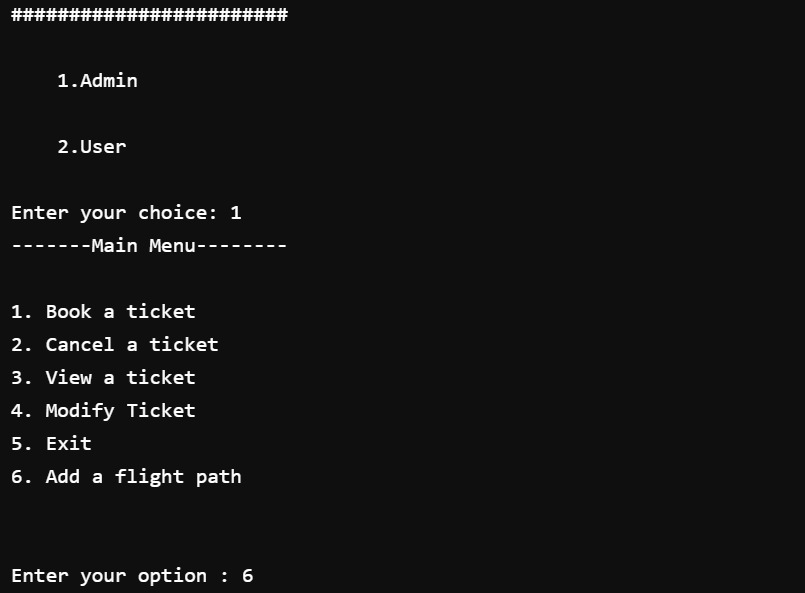 ########################
1.Admin
2.User
Enter your choice: 1
-------Main Menu--------
1. Book a ticket
2. Cancel a ticket
3. View a ticket
4. Modify Ticket
5. Exit
6. Add a flight path
Enter your option : 6